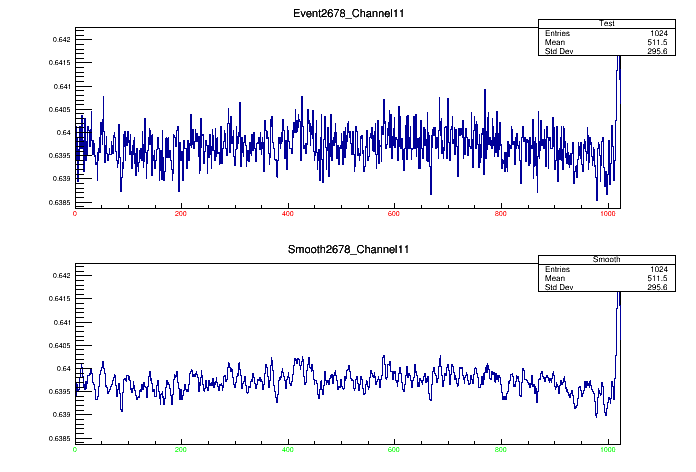 Event2678_Channel11
Test
Entries 1024
Mean 511.5
Std Dev 295.6
0.642
0.6415
0.641
0.6405
0.64
0.6395
0.639
0.6385
0 200 400 600 800 1000
Smooth2678_Channel11
Smooth
Entries 1024
Mean 511.5
Std Dev 295.6
0.642
0.6415
0.641
0.6405
0.64
0.6395
0.639
0.6385
0 200 400 600 800 1000